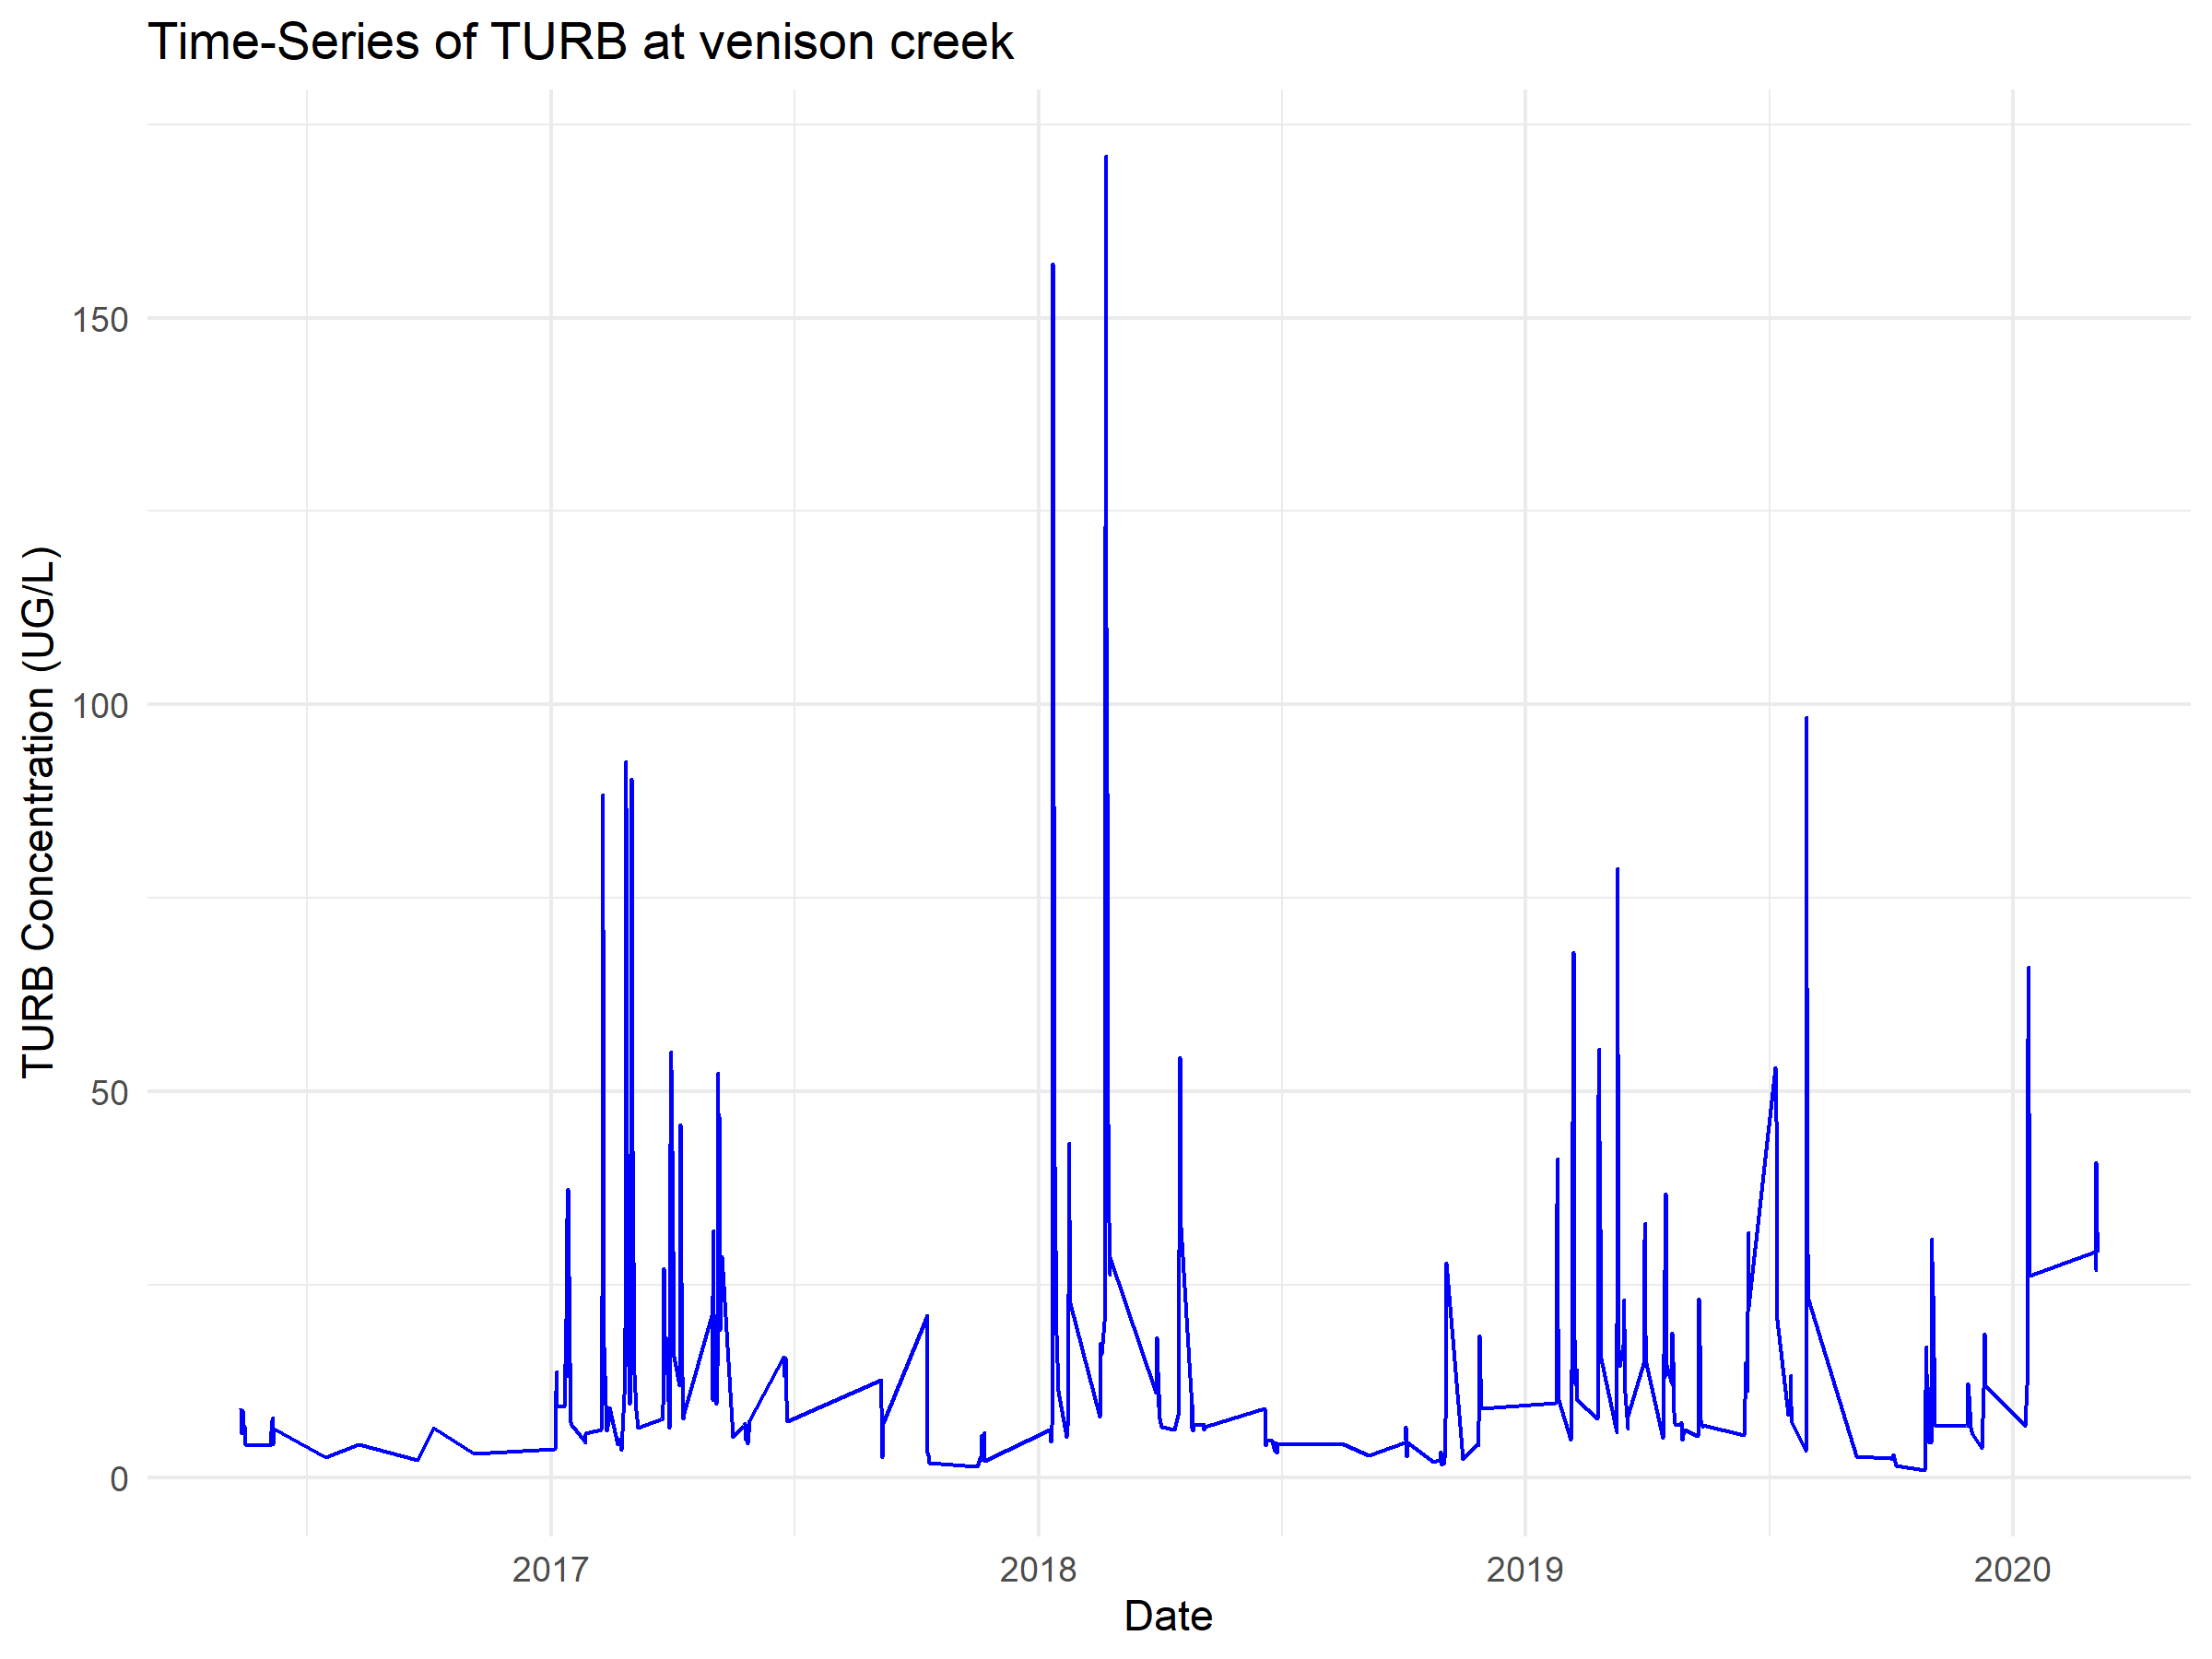 Time-Series of TURB at venison creek
TURB Concentration (UG/L)
150
100
50
0
2017 2018 2019 2020
Date